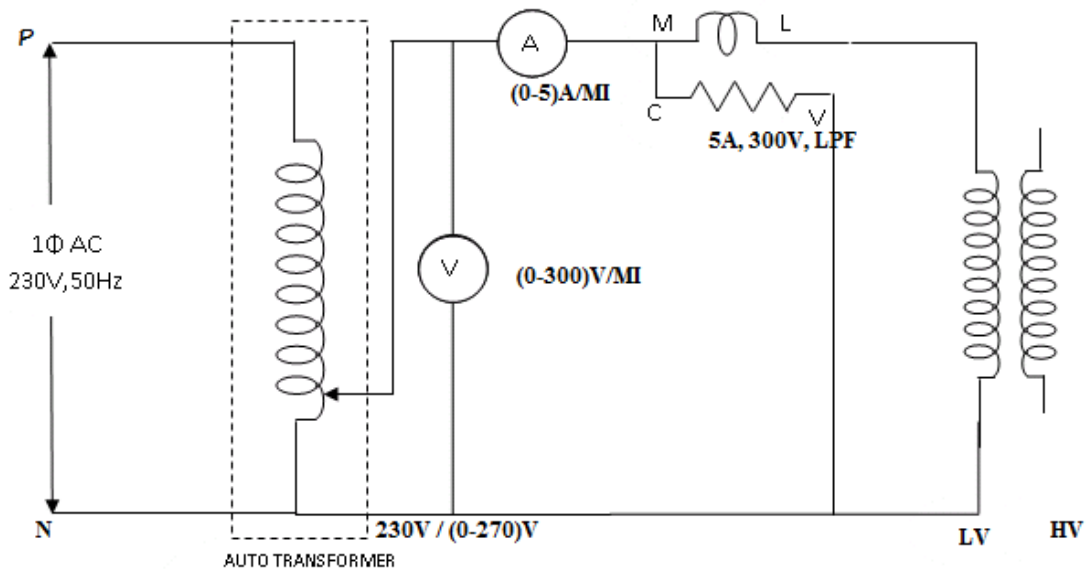 P
A
M
L
(0-5)A/MI
C
V
5A, 300V, LPF
1Φ AC
230V,50Hz
V
(0-300)V/MI
N
230V / (0-270)V
LV
HV
AUTO TRANSFORMER